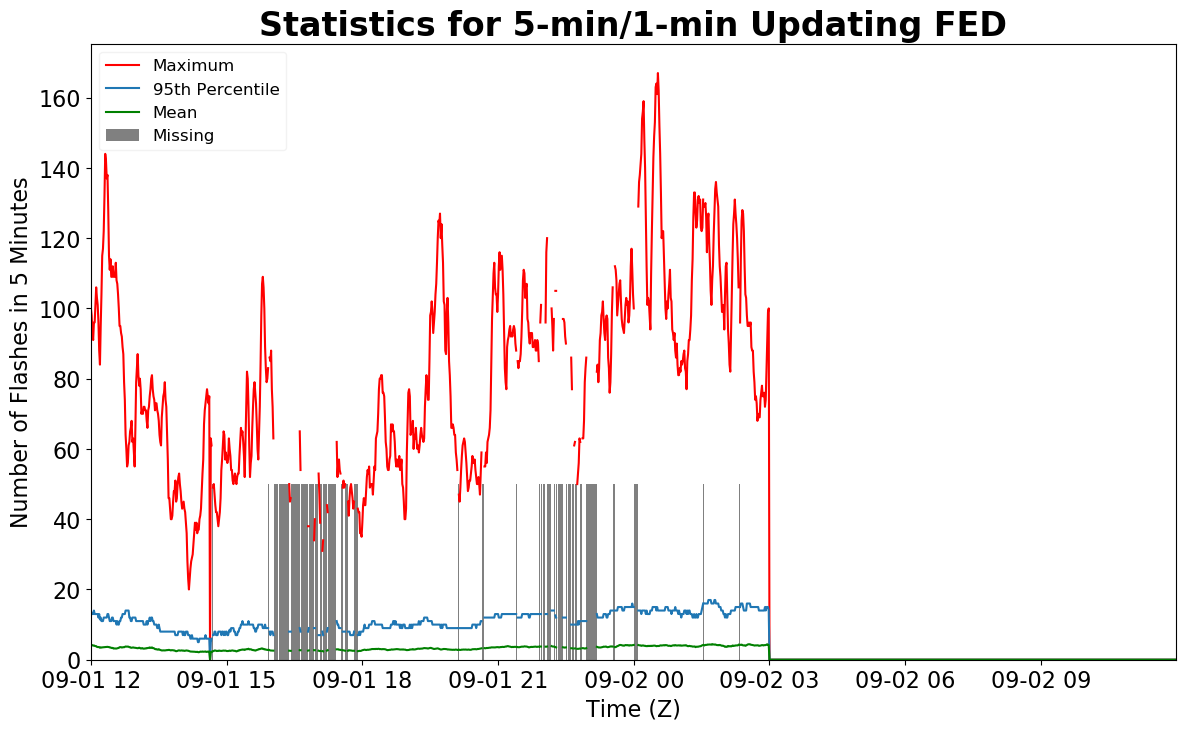 Statistics for 5-min/1-min Updating FED
Maximum
95th Percentile
Mean
Missing
Number of Flashes in 5 Minutes
160
140
120
100
80
60
40
20
0
09-01 12 09-01 15 09-01 18 09-01 21 09-02 00 09-02 03 09-02 06 09-02 09
Time (Z)